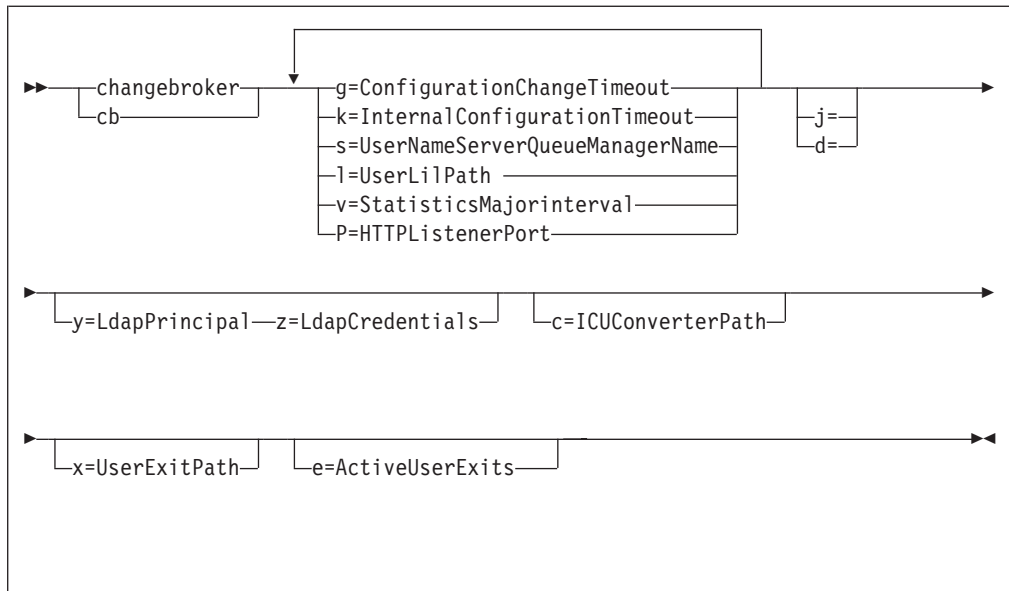 changebroker
cb
g=ConfigurationChangeTimeout
k=InternalConfigurationTimeout
s=UserNameServerQueueManagerName
l=UserLilPath
v=StatisticsMajorinterval
P=HTTPListenerPort
j=
d=
y=LdapPrincipal z=LdapCredentials
c=ICUConverterPath
x=UserExitPath
e=ActiveUserExits